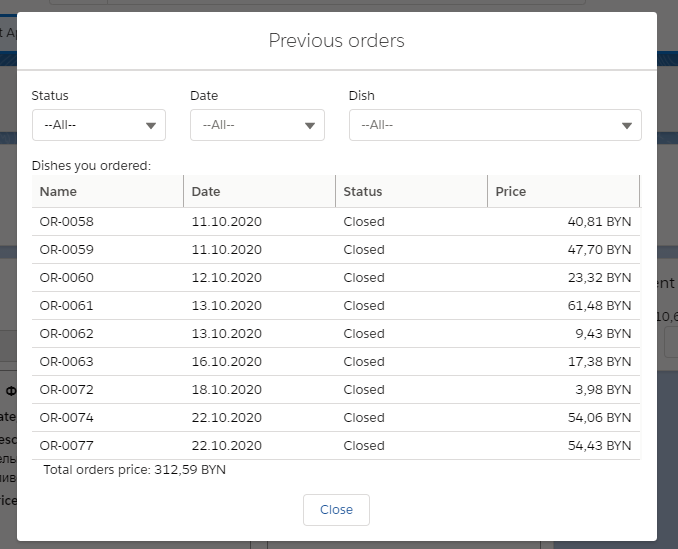 Previous orders
Status Date Dish
--All-- --All-- --All--
Dishes you ordered:
Name Date Status Price
OR-0058 11.10.2020 Closed 40,81 BYN
OR-0059 11.10.2020 Closed 47,70 BYN
OR-0060 12.10.2020 Closed 23,32 BYN
OR-0061 13.10.2020 Closed 61,48 BYN
OR-0062 13.10.2020 Closed 9,43 BYN
OR-0063 16.10.2020 Closed 17,38 BYN
OR-0072 18.10.2020 Closed 3,98 BYN
OR-0074 22.10.2020 Closed 54,06 BYN
OR-0077 22.10.2020 Closed 54,43 BYN
Total orders price: 312,59 BYN
Close